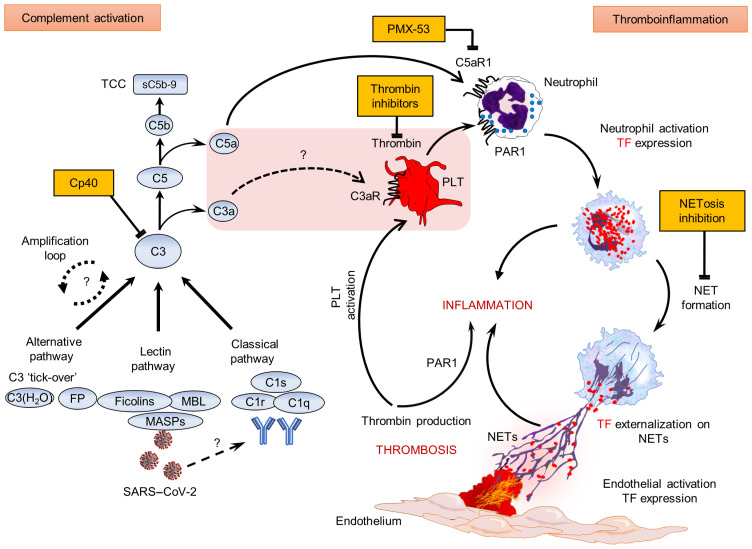 Complement activation
Thromboinflammation
PMX-53
C5aR1
Neutrophil
TCC
sC5b-9
Thrombin
inhibitors
C5b
C5a
Thrombin
PAR1
Neutrophil activation
TF expression
?
C5
PLT
Cp40
C3aR
C3a
NETosis
inhibition
Amplification
loop
?
C3
NET
formation
PLT
activation
INFLAMMATION
Alternative
pathway
Lectin
pathway
Classical
pathway
PAR1
C3 ‘tick-over’
C3(H2O)
FP
Ficolins
MBL
MASPs
C1s
C1r
C1q
Thrombin production
THROMBOSIS
NETs
TF externalization on
NETs
?
SARS–CoV-2
Endothelial activation
TF expression
Endothelium